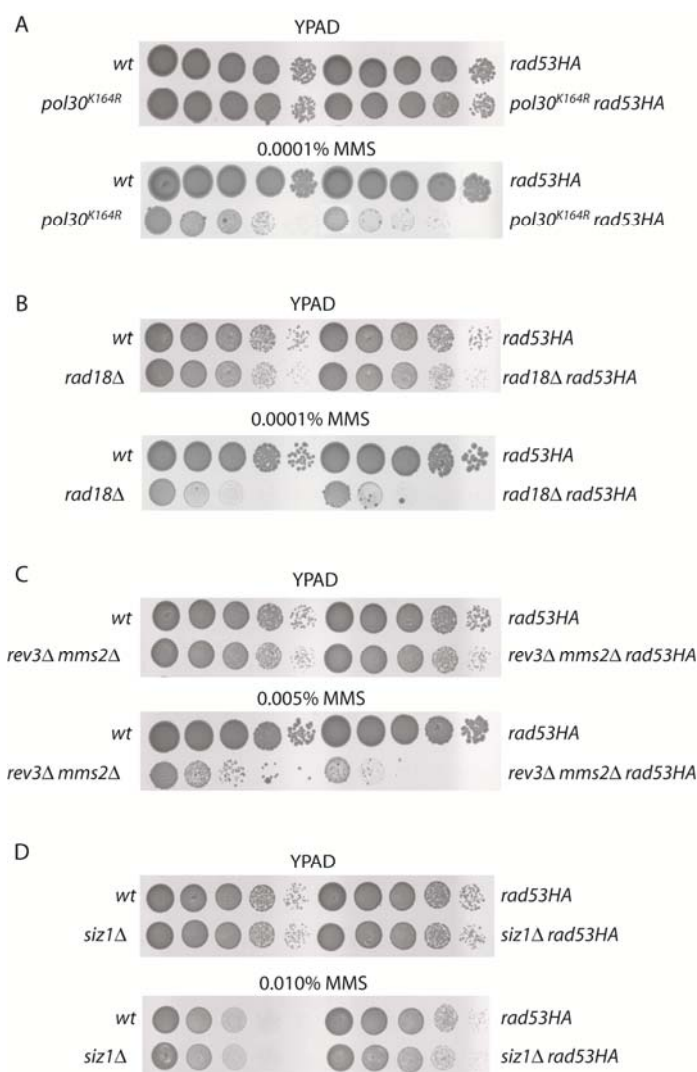 A
YPAD
wt rad53HA
pol30K164R pol30K164R rad53HA
0.0001% MMS
wt rad53HA
pol30K164R pol30K164R rad53HA
B
YPAD
wt rad53HA
rad18Δ rad18Δ rad53HA
0.0001% MMS
wt rad53HA
rad18Δ rad18Δ rad53HA
C
YPAD
wt rad53HA
rev3Δ mms2Δ rev3Δ mms2Δ rad53HA
0.005% MMS
wt rad53HA
rev3Δ mms2Δ rev3Δ mms2Δ rad53HA
D
YPAD
wt rad53HA
siz1Δ siz1Δ rad53HA
0.010% MMS
wt rad53HA
siz1Δ siz1Δ rad53HA